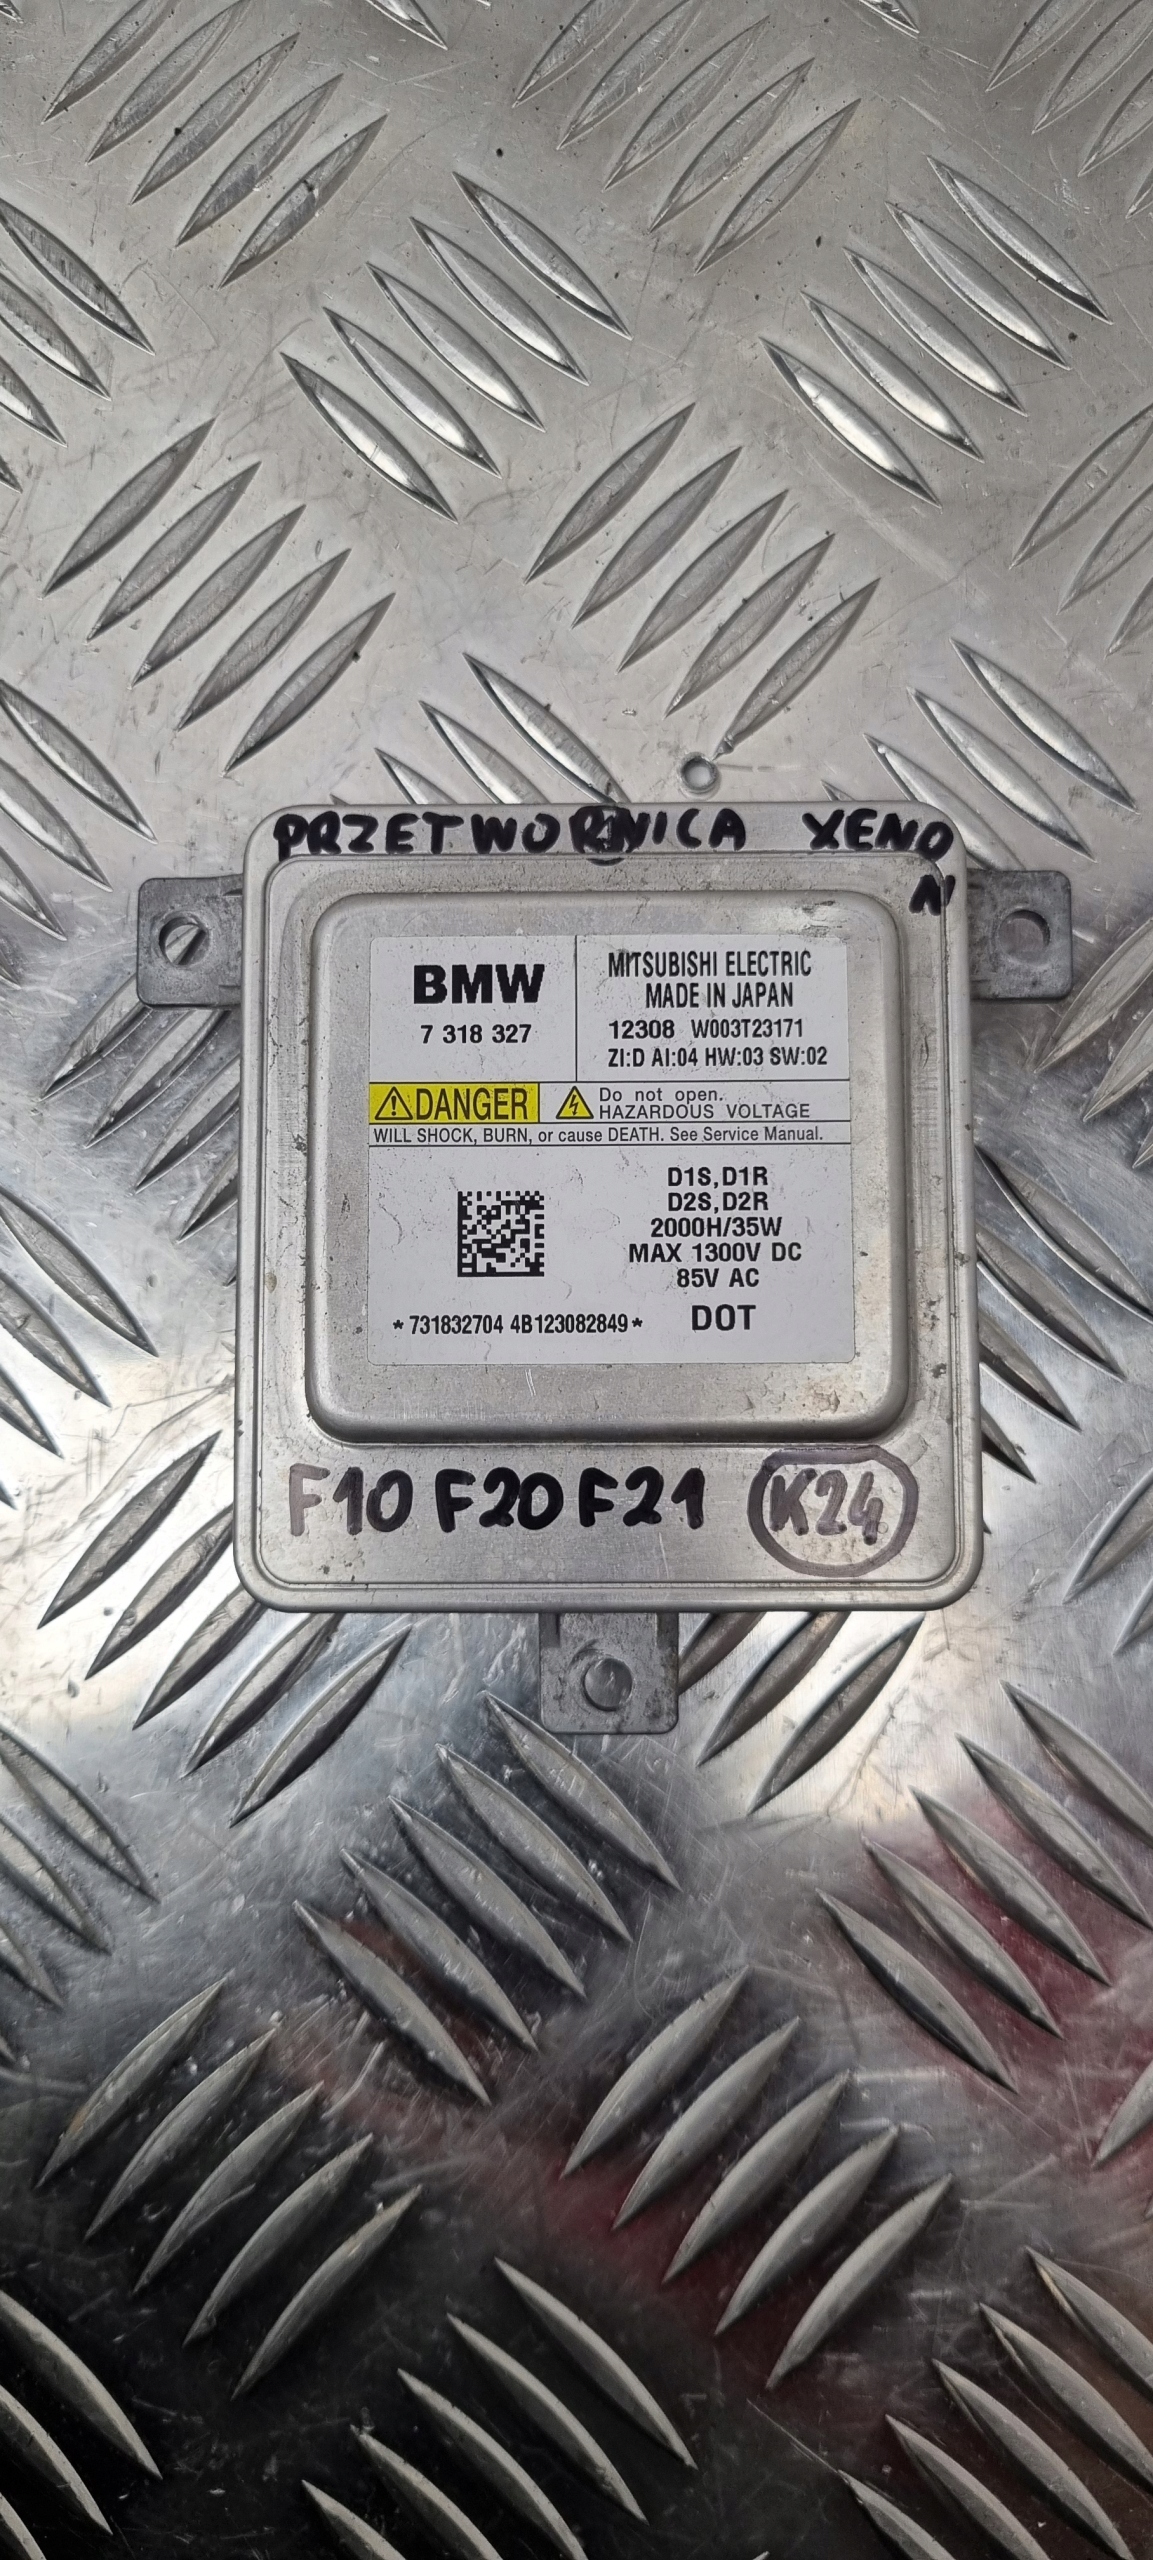 PRZETWORNICA XENO
N
BMW
7 318 327
MITSUBISHI ELECTRIC
MADE IN JAPAN
12308 W003T23171
ZI:D AI:04 HW:03 SW:02
DANGER
Do not open.
HAZARDOUS VOLTAGE
WILL SHOCK, BURN, or cause DEATH. See Service Manual.
D1S,D1R
D2S,D2R
2000H/35W
MAX 1300V DC
85V AC
*731832704 4B123082849*
DOT
F10 F20 F21 K24